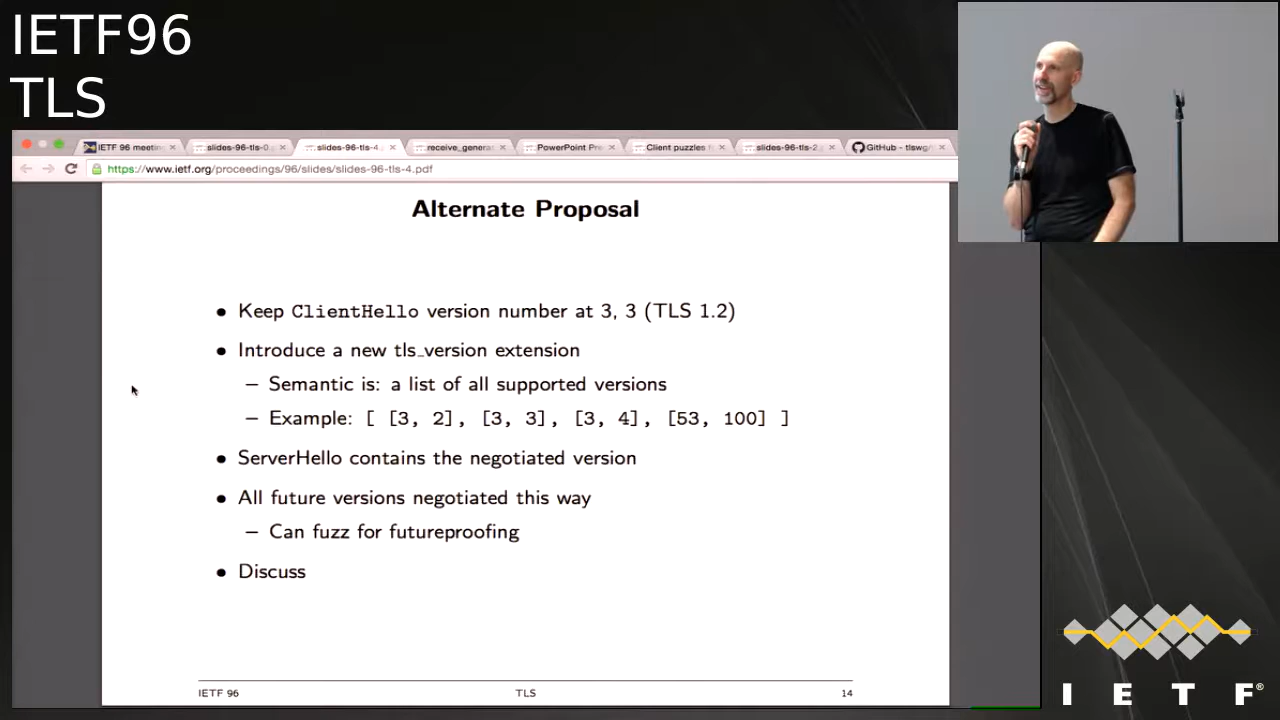 IETF96
TLS
IETF 96 meetin
slides-96-tls-0.p
slides-96-tls-4.
receive_genera
PowerPoint Pre
Client puzzles f
slides-96-tls-2.
GitHub - tlswg/
https://www.ietf.org/proceedings/96/slides/slides-96-tls-4.pdf
Alternate Proposal
• Keep ClientHello version number at 3, 3 (TLS 1.2)
• Introduce a new tls_version extension
– Semantic is: a list of all supported versions
– Example: [ [3, 2], [3, 3], [3, 4], [53, 100] ]
• ServerHello contains the negotiated version
• All future versions negotiated this way
– Can fuzz for futureproofing
• Discuss
IETF 96 TLS 14
I E T F®